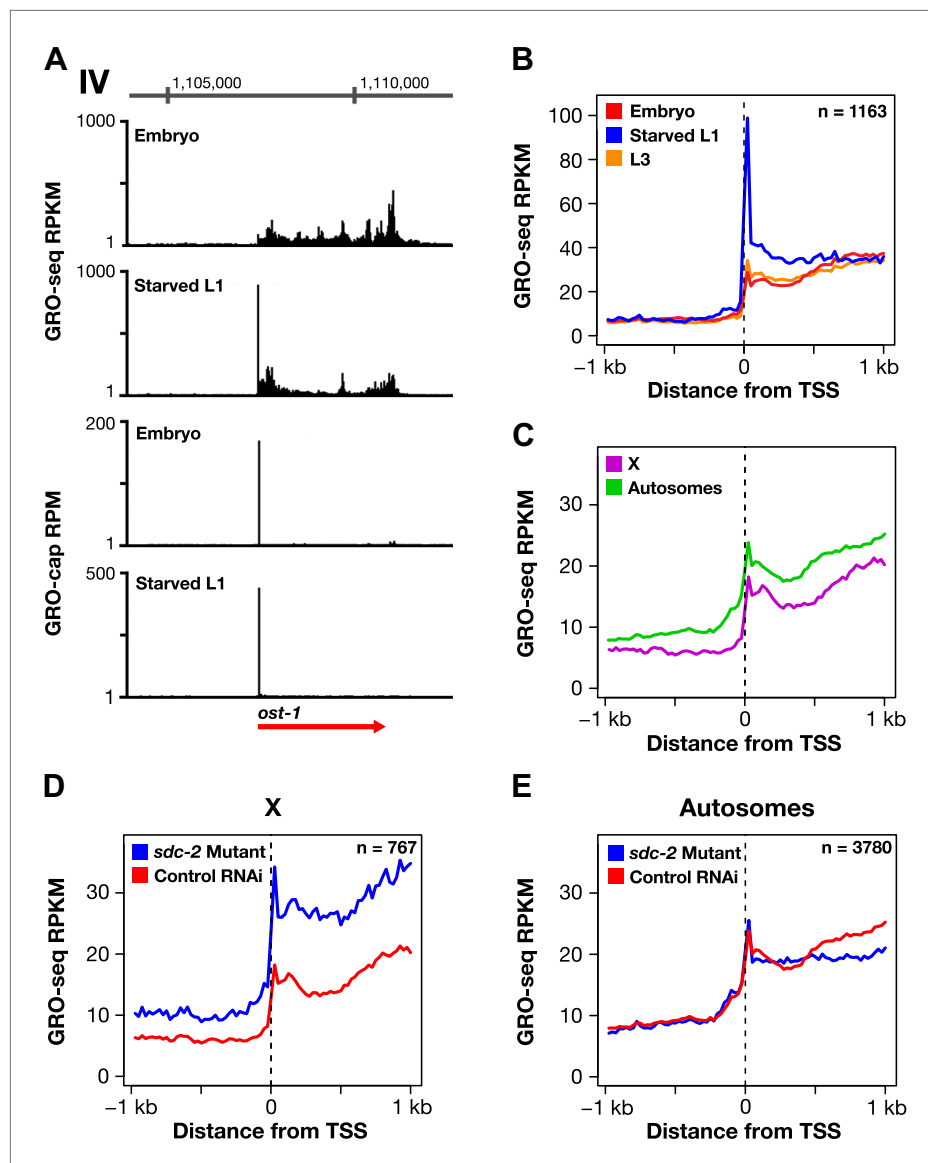 A
IV
1,105,000
1,110,000
GRO-seq RPKM
1000
Embryo
1
1000
Starved L1
1
GRO-cap RPM
200
Embryo
1
500
Starved L1
1
ost-1
B
GRO-seq RPKM
Embryo
Starved L1
L3
n = 1163
100
80
60
40
20
0
−1 kb
0
1 kb
Distance from TSS
C
GRO-seq RPKM
X
Autosomes
30
20
10
0
−1 kb
0
1 kb
Distance from TSS
D
X
GRO-seq RPKM
sdc-2 Mutant
Control RNAi
n = 767
30
20
10
0
−1 kb
0
1 kb
Distance from TSS
E
Autosomes
GRO-seq RPKM
sdc-2 Mutant
Control RNAi
n = 3780
30
20
10
0
−1 kb
0
1 kb
Distance from TSS